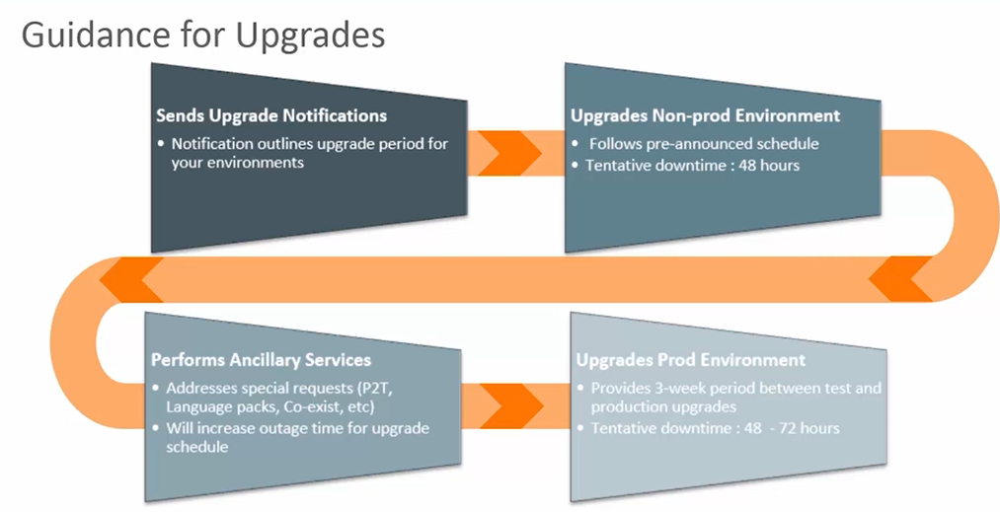 Guidance for Upgrades
Sends Upgrade Notifications
• Notification outlines upgrade period for
your environments
Upgrades Non-prod Environment
• Follows pre-announced schedule
• Tentative downtime : 48 hours
Performs Ancillary Services
• Addresses special requests (P2T,
Language packs, Co-exist, etc)
• Will increase outage time for upgrade
schedule
Upgrades Prod Environment
• Provides 3-week period between test and
production upgrades
• Tentative downtime : 48 - 72 hours